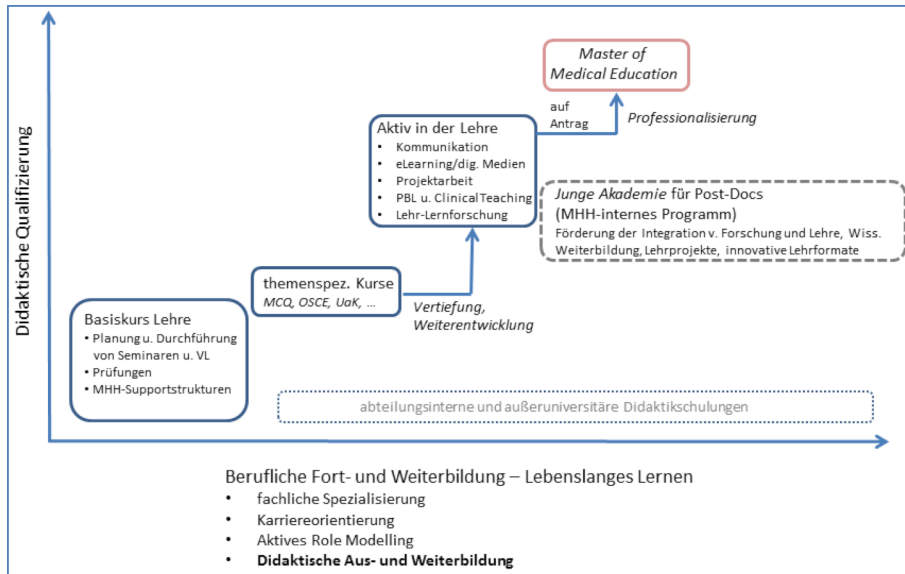 Master of
Medical Education
auf
Antrag
Professionalisierung
Aktiv in der Lehre
• Kommunikation
• eLearning/dig. Medien
• Projektarbeit
• PBL u. Clinical Teaching
• Lehr-Lernforschung
Junge Akademie für Post-Docs
(MHH-internes Programm)
Förderung der Integration v. Forschung und Lehre, Wiss.
Weiterbildung, Lehrprojekte, innovative Lehrformate
Didaktische Qualifizierung
themenspez. Kurse
MCQ, OSCE, UaK, ...
Vertiefung,
Weiterentwicklung
Basiskurs Lehre
• Planung u. Durchführung
von Seminaren u. VL
• Prüfungen
• MHH-Supportstrukturen
abteilungsinterne und außeruniversitäre Didaktikschulungen
Berufliche Fort- und Weiterbildung – Lebenslanges Lernen
• fachliche Spezialisierung
• Karriereorientierung
• Aktives Role Modelling
• Didaktische Aus- und Weiterbildung